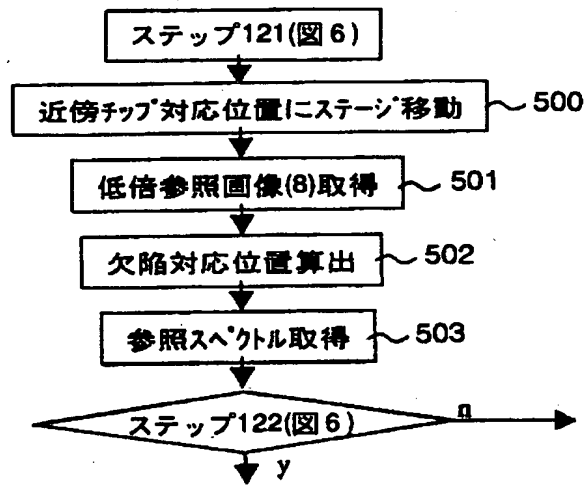 ステップ121(図6)
近傍チップ対応位置にステージ移動 500
低倍参照画像(8)取得 501
欠陥対応位置算出 502
参照スペクトル取得 503
ステップ122(図6) n
y